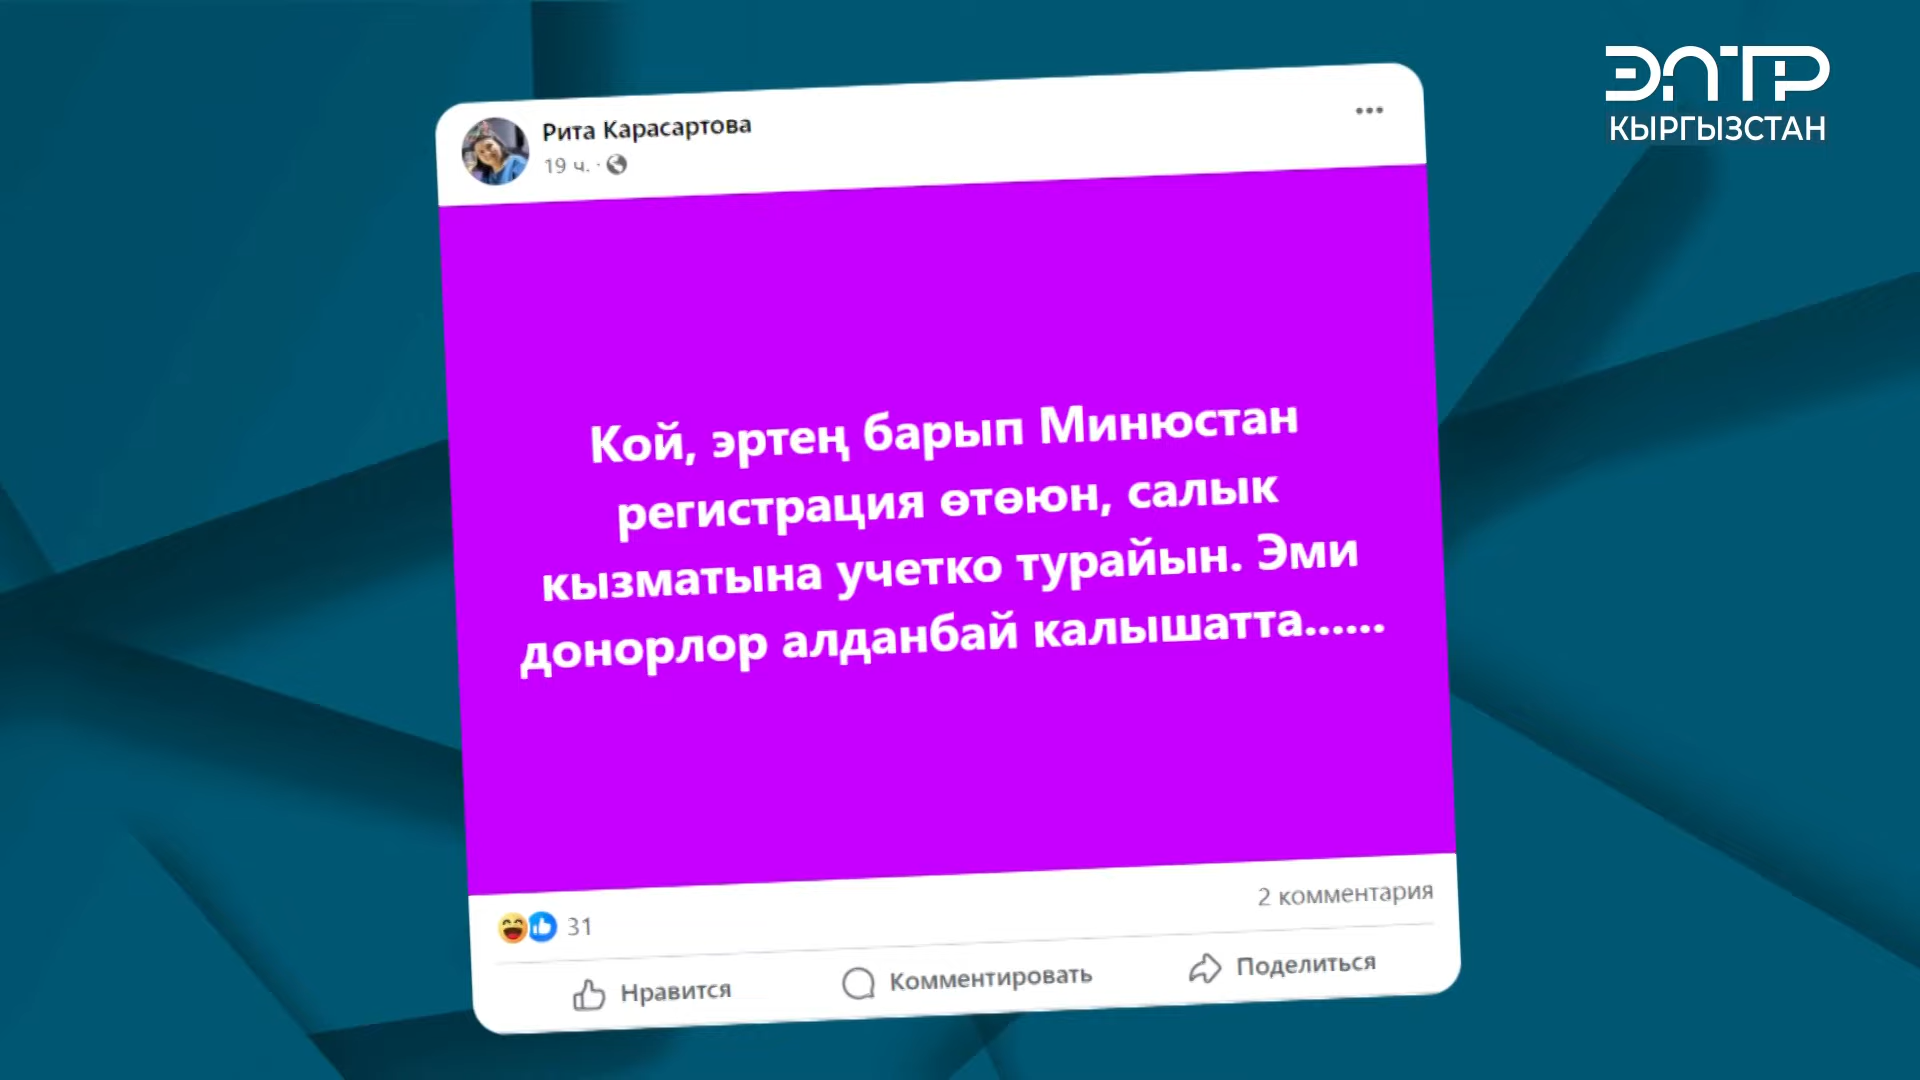 ЭЛТР
КЫРГЫЗСТАН
Рита Карасартова
19 ч. ·
Кой, эртең барып Минюстан
регистрация өтөюн, салык
кызматына учетко турайын. Эми
донорлор алданбай калышатта......
31
2 комментария
Нравится
Комментировать
Поделиться